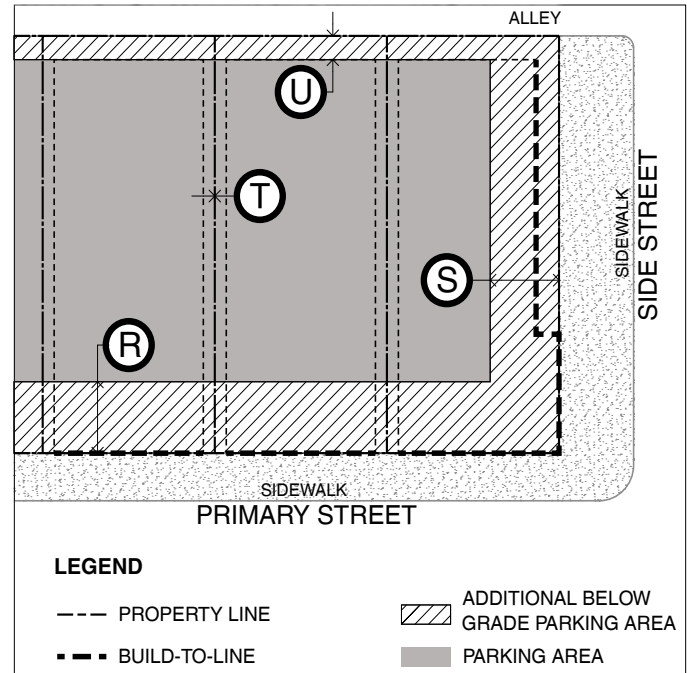 ALLEY
U
T
S
R
SIDEWALK
SIDE STREET
SIDEWALK
PRIMARY STREET
LEGEND
PROPERTY LINE
BUILD-TO-LINE
ADDITIONAL BELOW
GRADE PARKING AREA
PARKING AREA